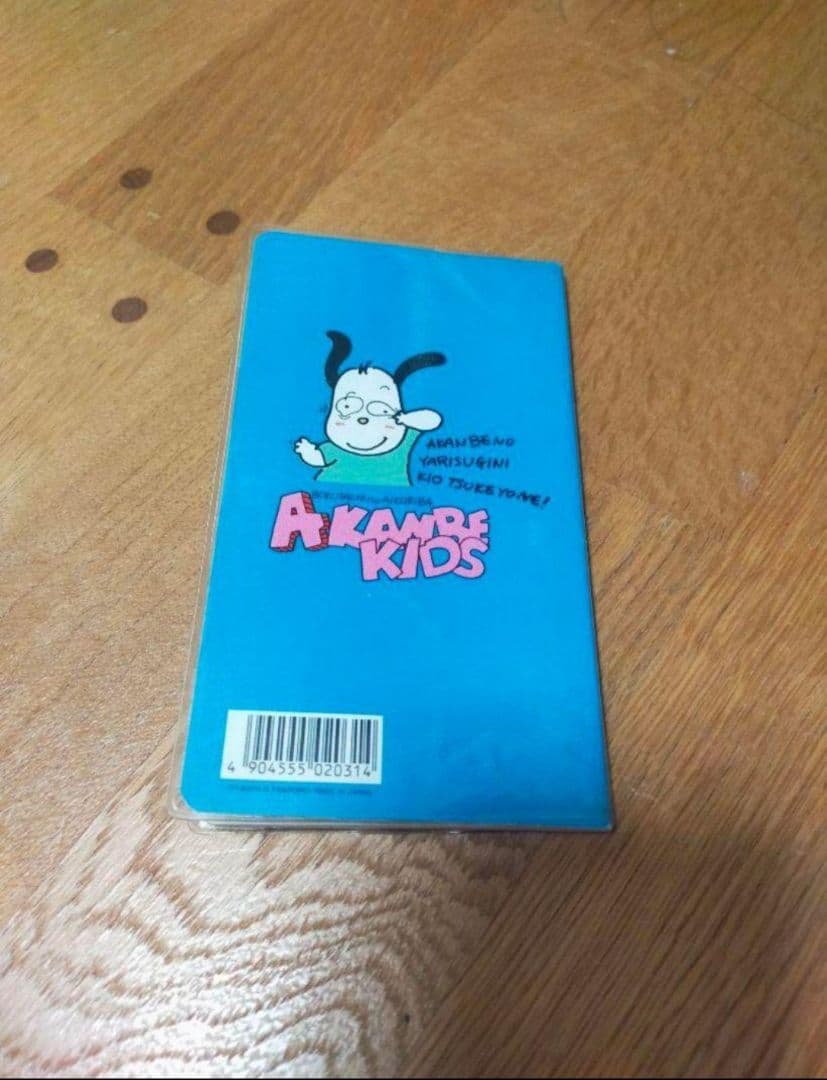 AKANBENO
YARISUGINI
KIO TSUKEYONE!
AKANBE
KIDS
4 904555 020314